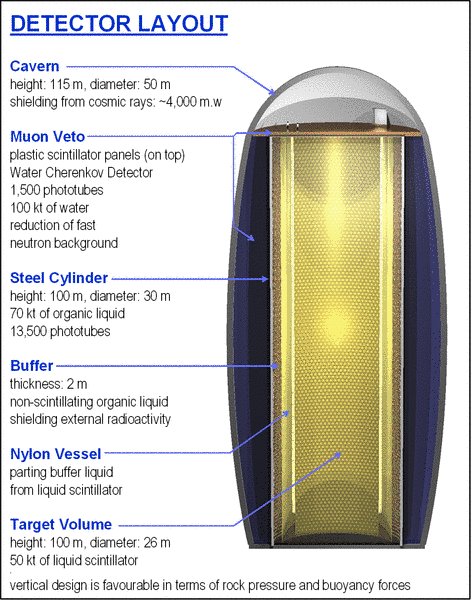 DETECTOR LAYOUT
Cavern
height: 115 m, diameter: 50 m
shielding from cosmic rays: ~4,000 m.w
Muon Veto
plastic scintillator panels (on top)
Water Cherenkov Detector
1,500 phototubes
100 kt of water
reduction of fast
neutron background
Steel Cylinder
height: 100 m, diameter: 30 m
70 kt of organic liquid
13,500 phototubes
Buffer
thickness: 2 m
non-scintillating organic liquid
shielding external radioactivity
Nylon Vessel
parting buffer liquid
from liquid scintillator
Target Volume
height: 100 m, diameter: 26 m
50 kt of liquid scintillator
vertical design is favourable in terms of rock pressure and buoyancy forces